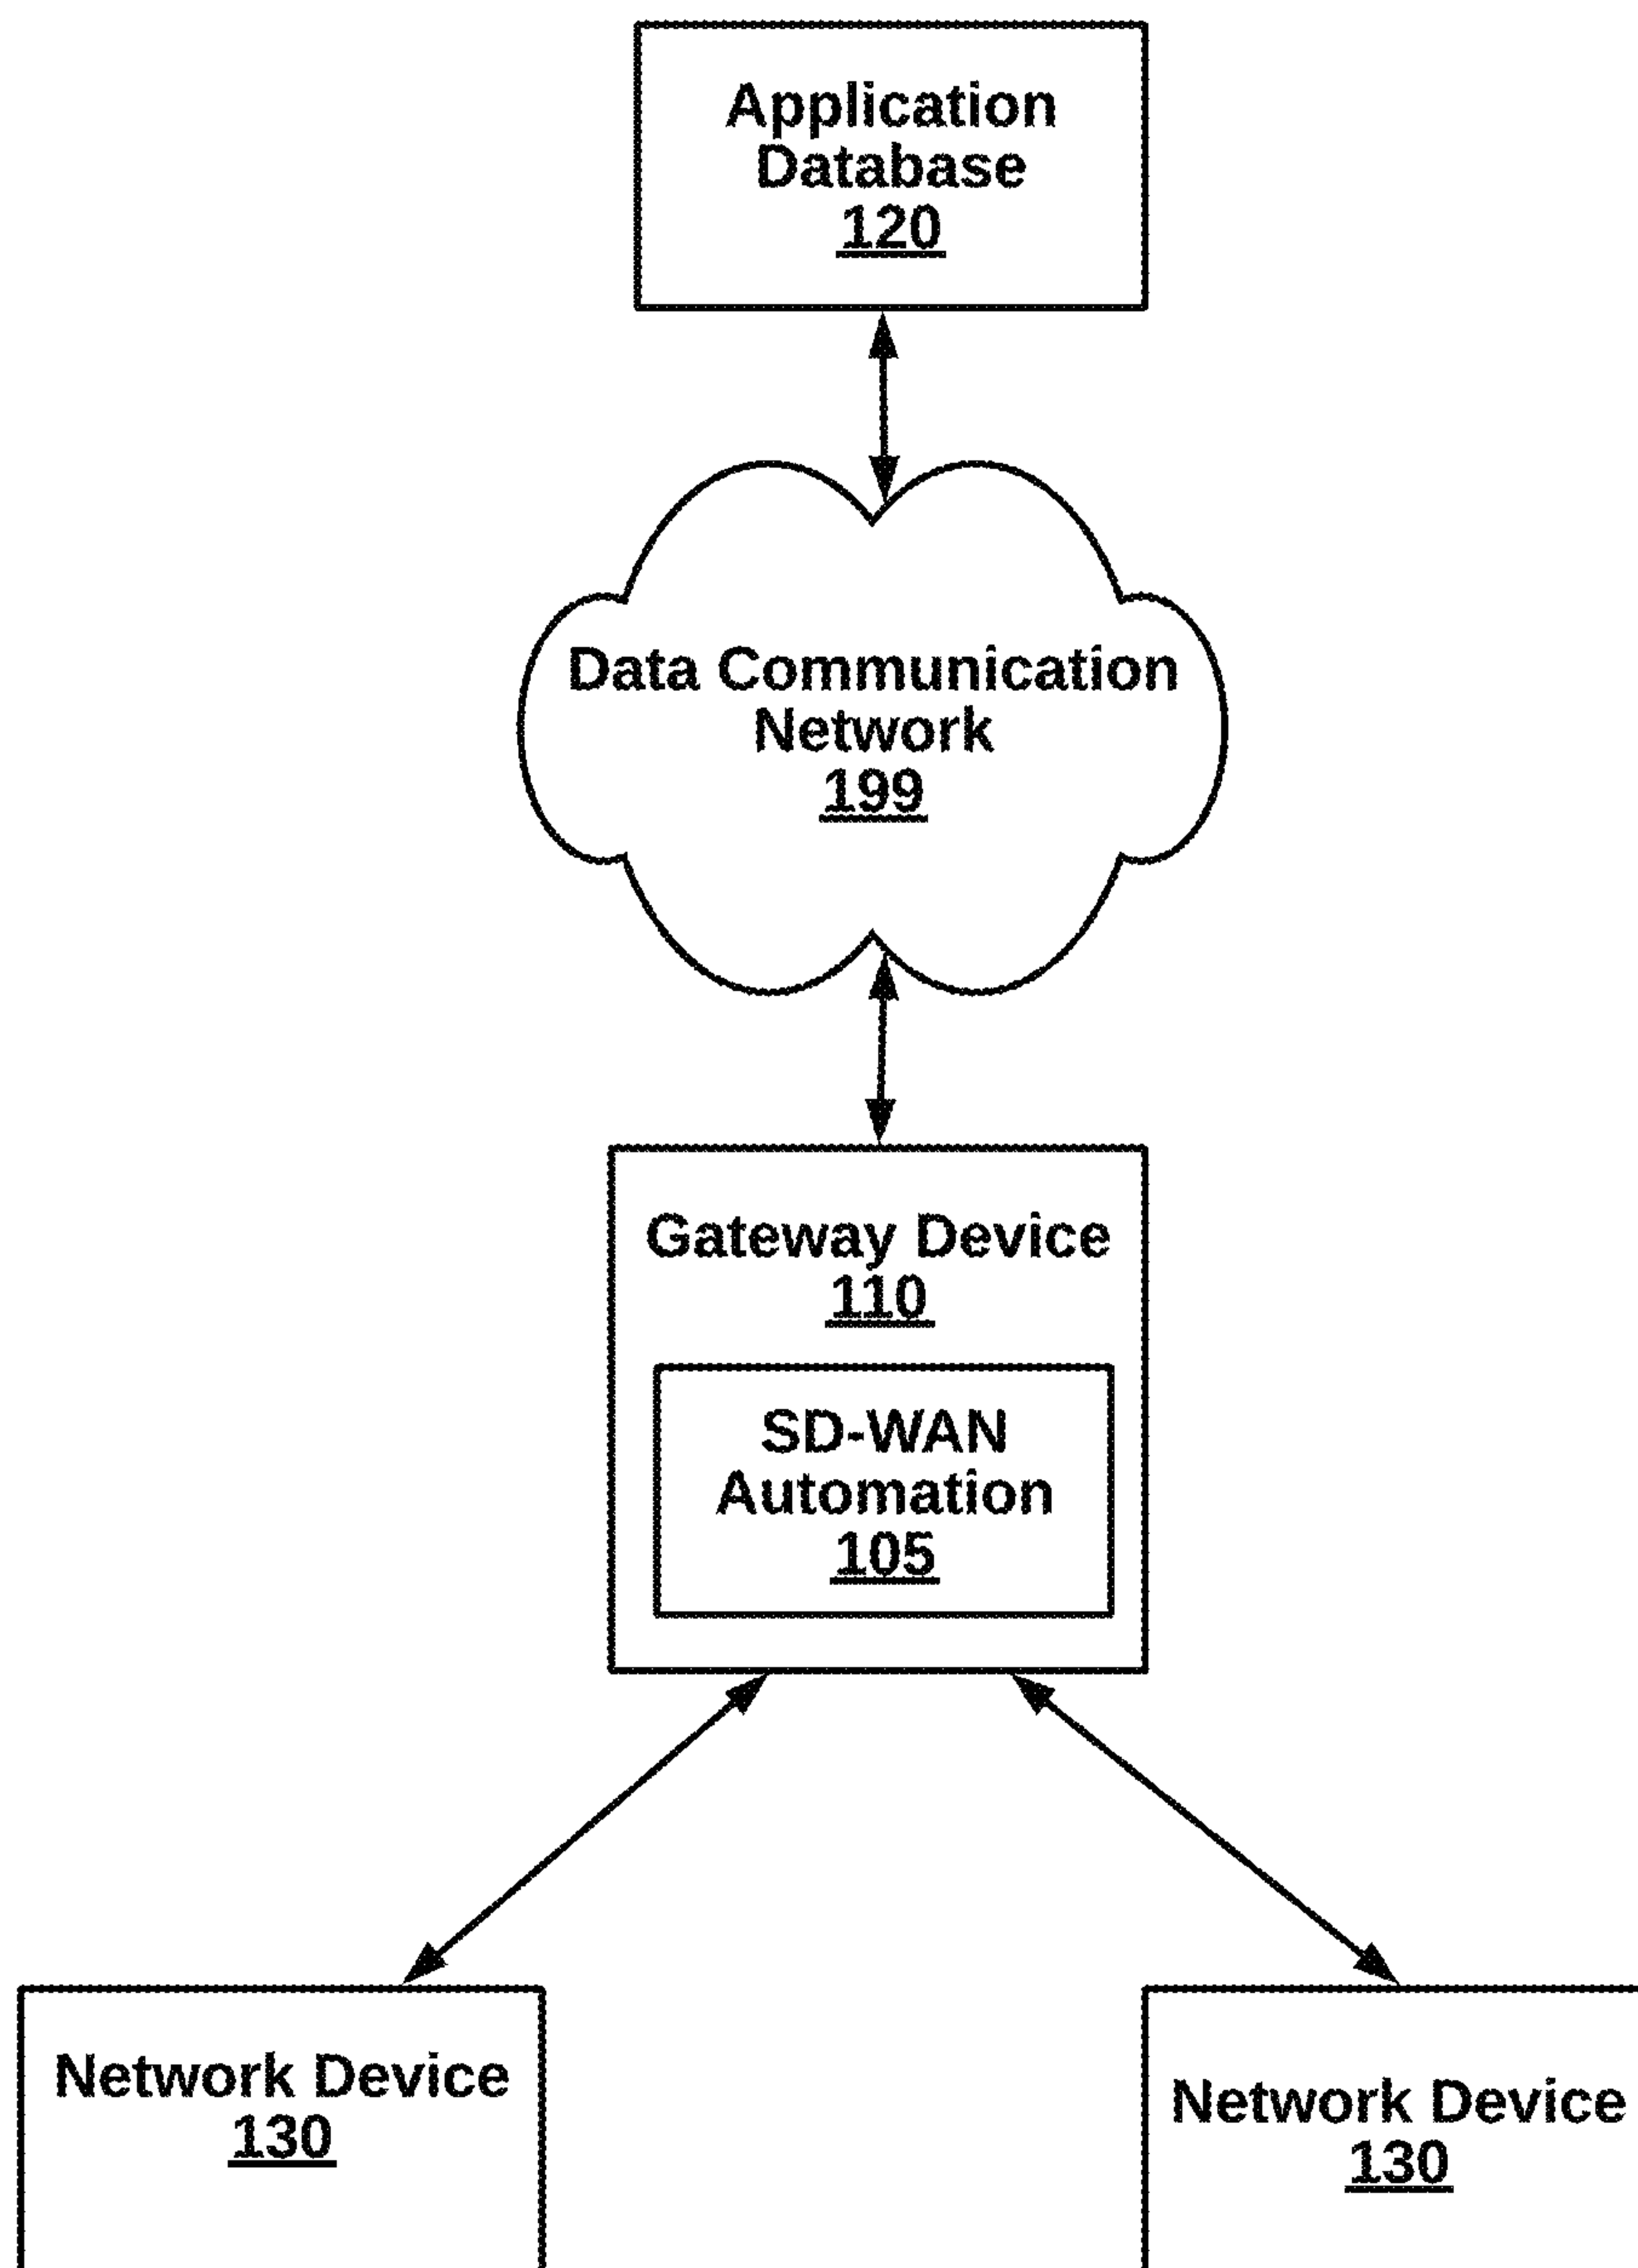 Application
Database
120
Data Communication
Network
199
Gateway Device
110
SD-WAN
Automation
105
Network Device
130
Network Device
130